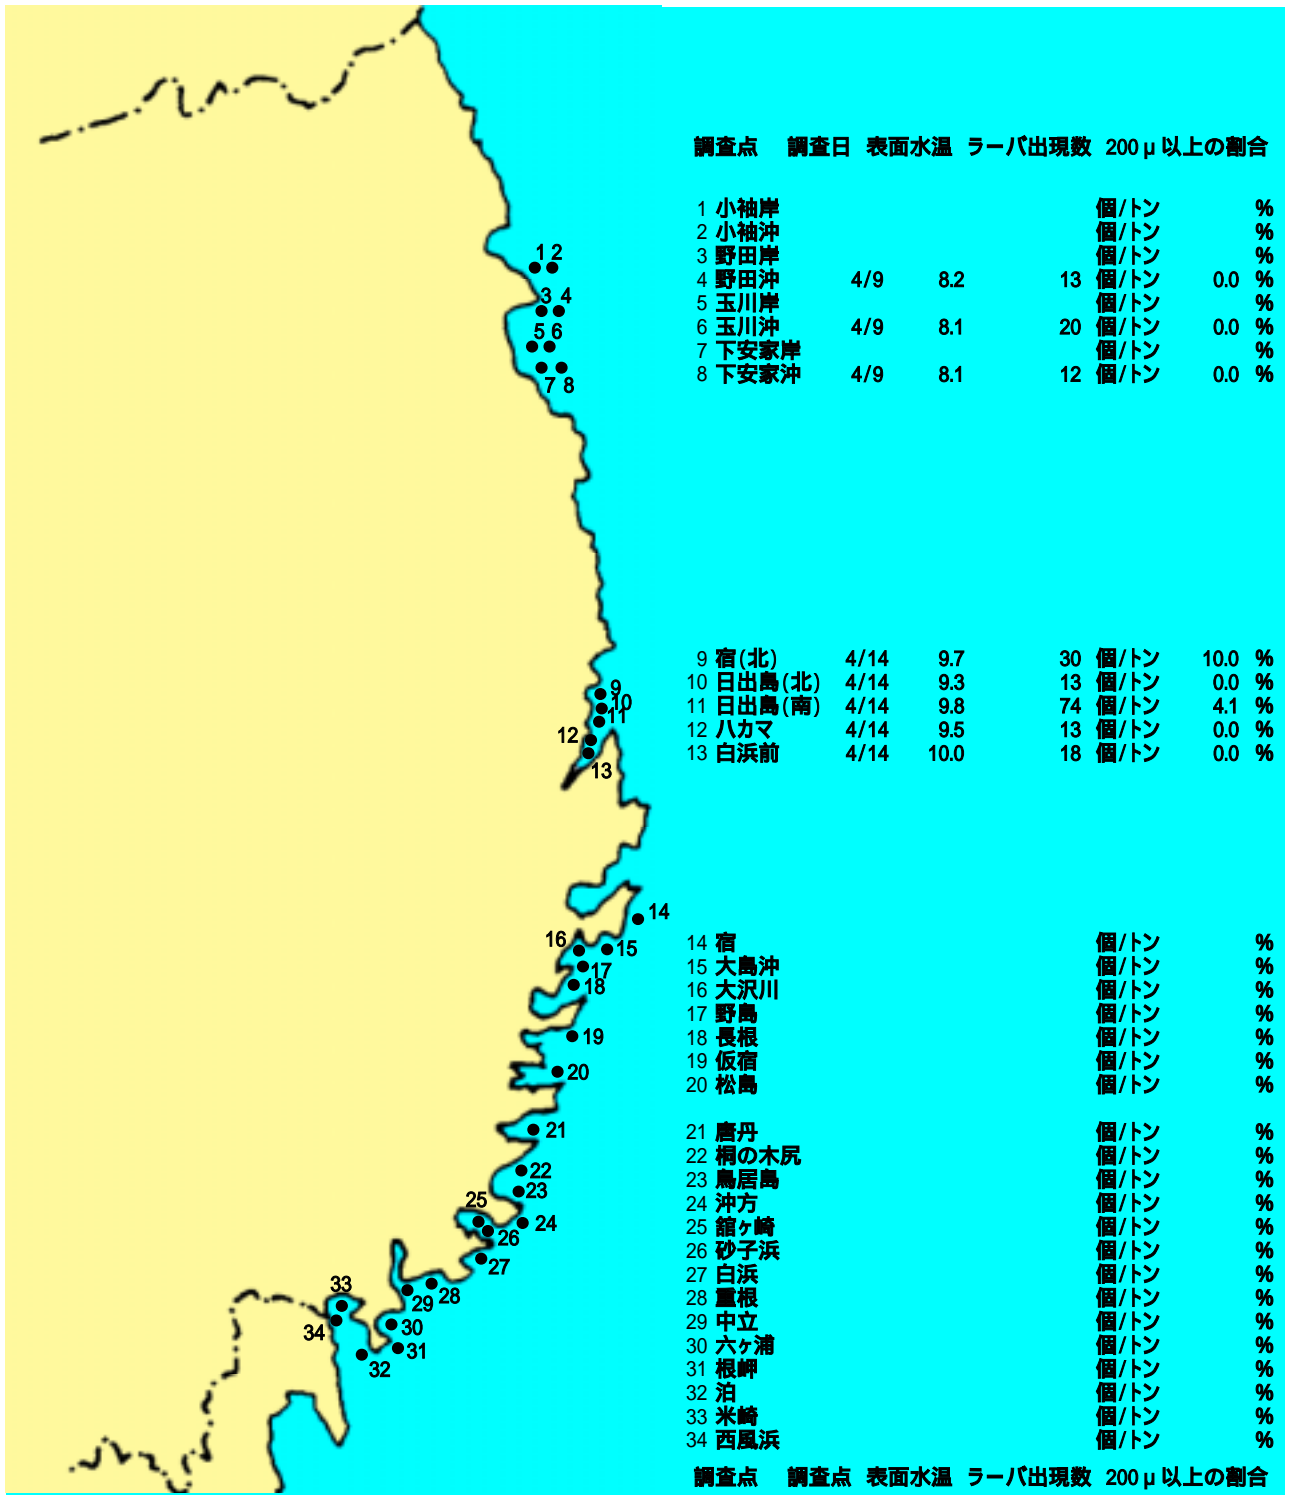 調査点 調査日 表面水温 ラーバ出現数 200μ以上の割合
1 小袖岸 個/トン %
2 小袖沖 個/トン %
3 野田岸 個/トン %
4 野田沖 4/9 8.2 13 個/トン 0.0 %
5 玉川岸 個/トン %
6 玉川沖 4/9 8.1 20 個/トン 0.0 %
7 下安家岸 個/トン %
8 下安家沖 4/9 8.1 12 個/トン 0.0 %
9 宿(北) 4/14 9.7 30 個/トン 10.0 %
10 日出島(北) 4/14 9.3 13 個/トン 0.0 %
11 日出島(南) 4/14 9.8 74 個/トン 4.1 %
12 ハカマ 4/14 9.5 13 個/トン 0.0 %
13 白浜前 4/14 10.0 18 個/トン 0.0 %
14 宿 個/トン %
15 大島沖 個/トン %
16 大沢川 個/トン %
17 野島 個/トン %
18 長根 個/トン %
19 仮宿 個/トン %
20 松島 個/トン %
21 唐丹 個/トン %
22 桐の木尻 個/トン %
23 鳥居島 個/トン %
24 沖方 個/トン %
25 舘ヶ崎 個/トン %
26 砂子浜 個/トン %
27 白浜 個/トン %
28 重根 個/トン %
29 中立 個/トン %
30 六ヶ浦 個/トン %
31 根岬 個/トン %
32 泊 個/トン %
33 米崎 個/トン %
34 西風浜 個/トン %
調査点 調査点 表面水温 ラーバ出現数 200μ以上の割合
1 2
3 4
5 6
7 8
9
10
11
12
13
14
16 15
17
18
19
20
21
22
23
25
24
26
27
33
28
29
34
30
31
32